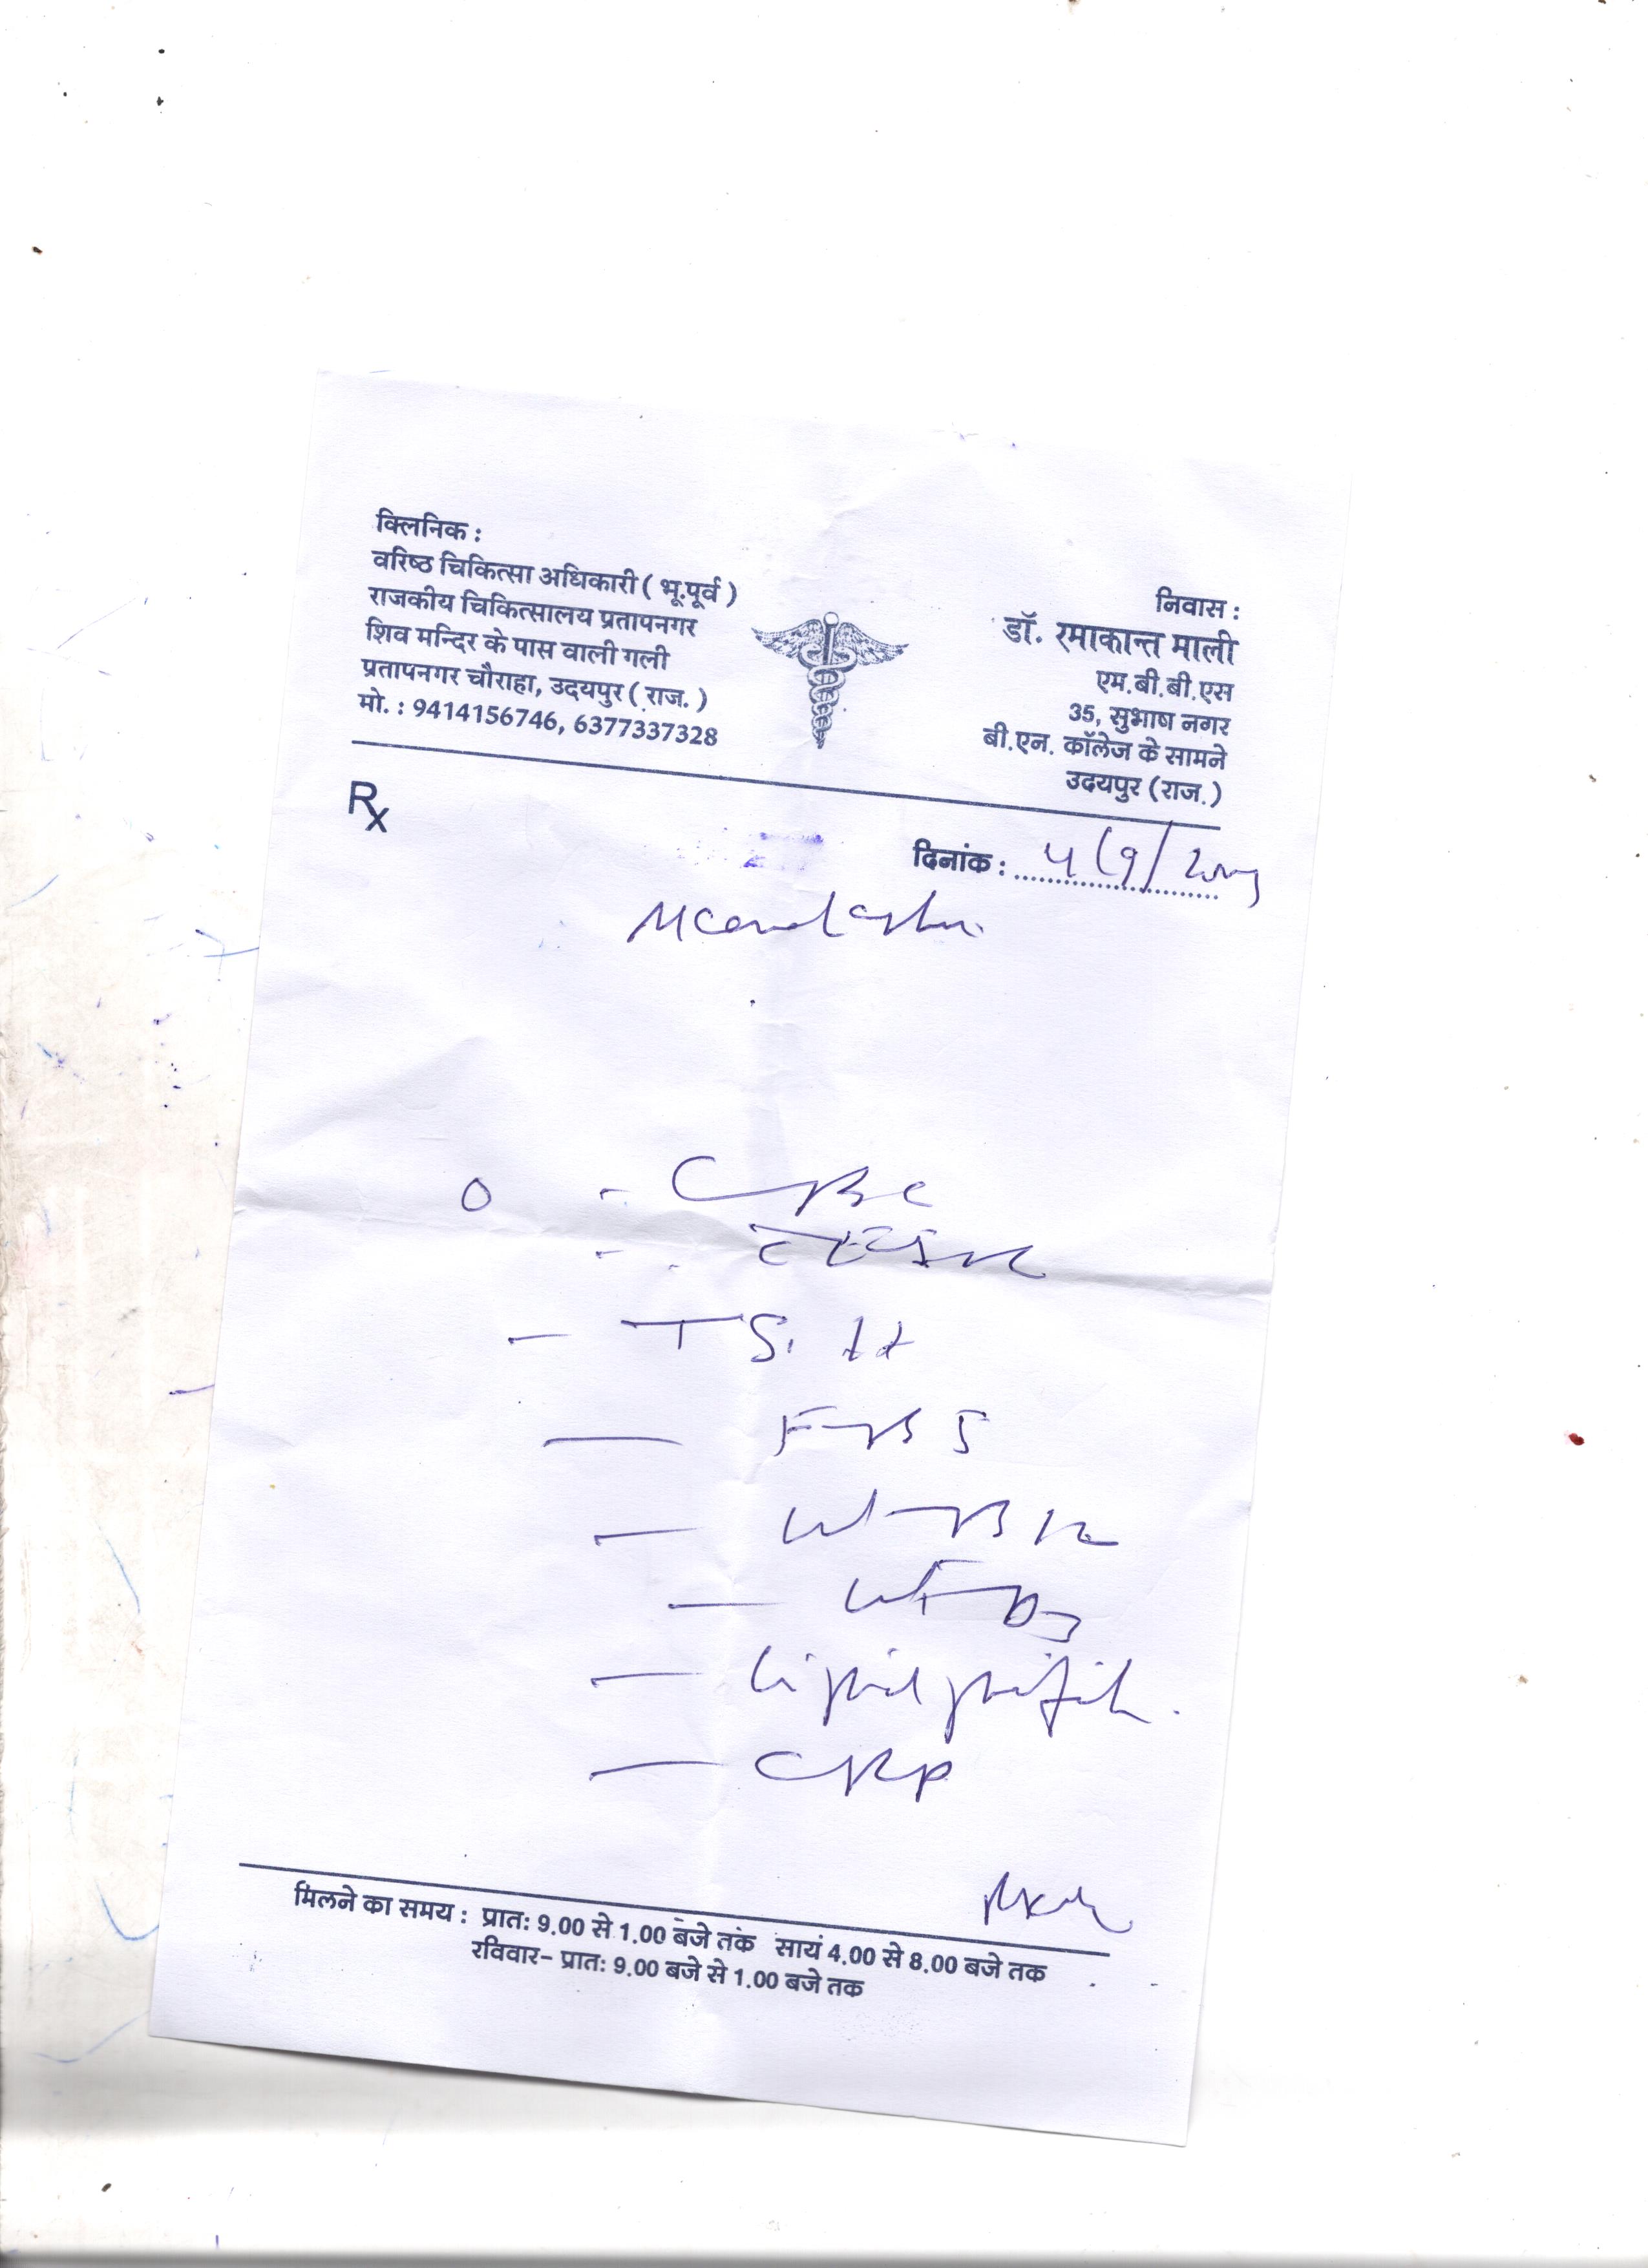 क्लिनिक :
वरिष्ठ चिकित्सा अधिकारी ( भू.पूर्व )
राजकीय चिकित्सालय प्रतापनगर
शिव मन्दिर के पास वाली गली
प्रतापनगर चौराहा, उदयपुर ( राज. )
मो. : 9414156746, 6377337328
निवास :
डॉ. रमाकान्त माली
एम.बी.बी.एस
35, सुभाष नगर
बी.एन. कॉलेज के सामने
उदयपुर (राज.)
Rx
दिनांक : 4/9/
- CBC
- ESR
- TSH
- FBS
-
-
- Lipid profile.
- CRP
मिलने का समय : प्रातः 9.00 से 1.00 बजे तक सायं 4.00 से 8.00 बजे तक
रविवार- प्रातः 9.00 बजे से 1.00 बजे तक